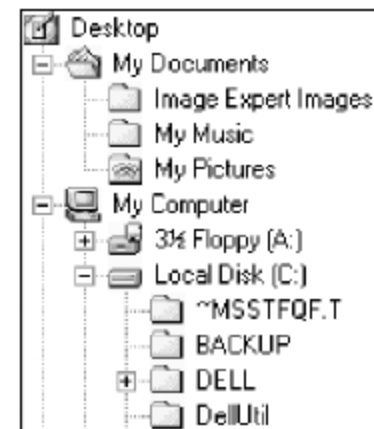 Desktop
My Documents
Image Expert Images
My Music
My Pictures
My Computer
3½ Floppy (A:)
Local Disk (C:)
~MSSTFQF.T
BACKUP
DELL
DellUtil